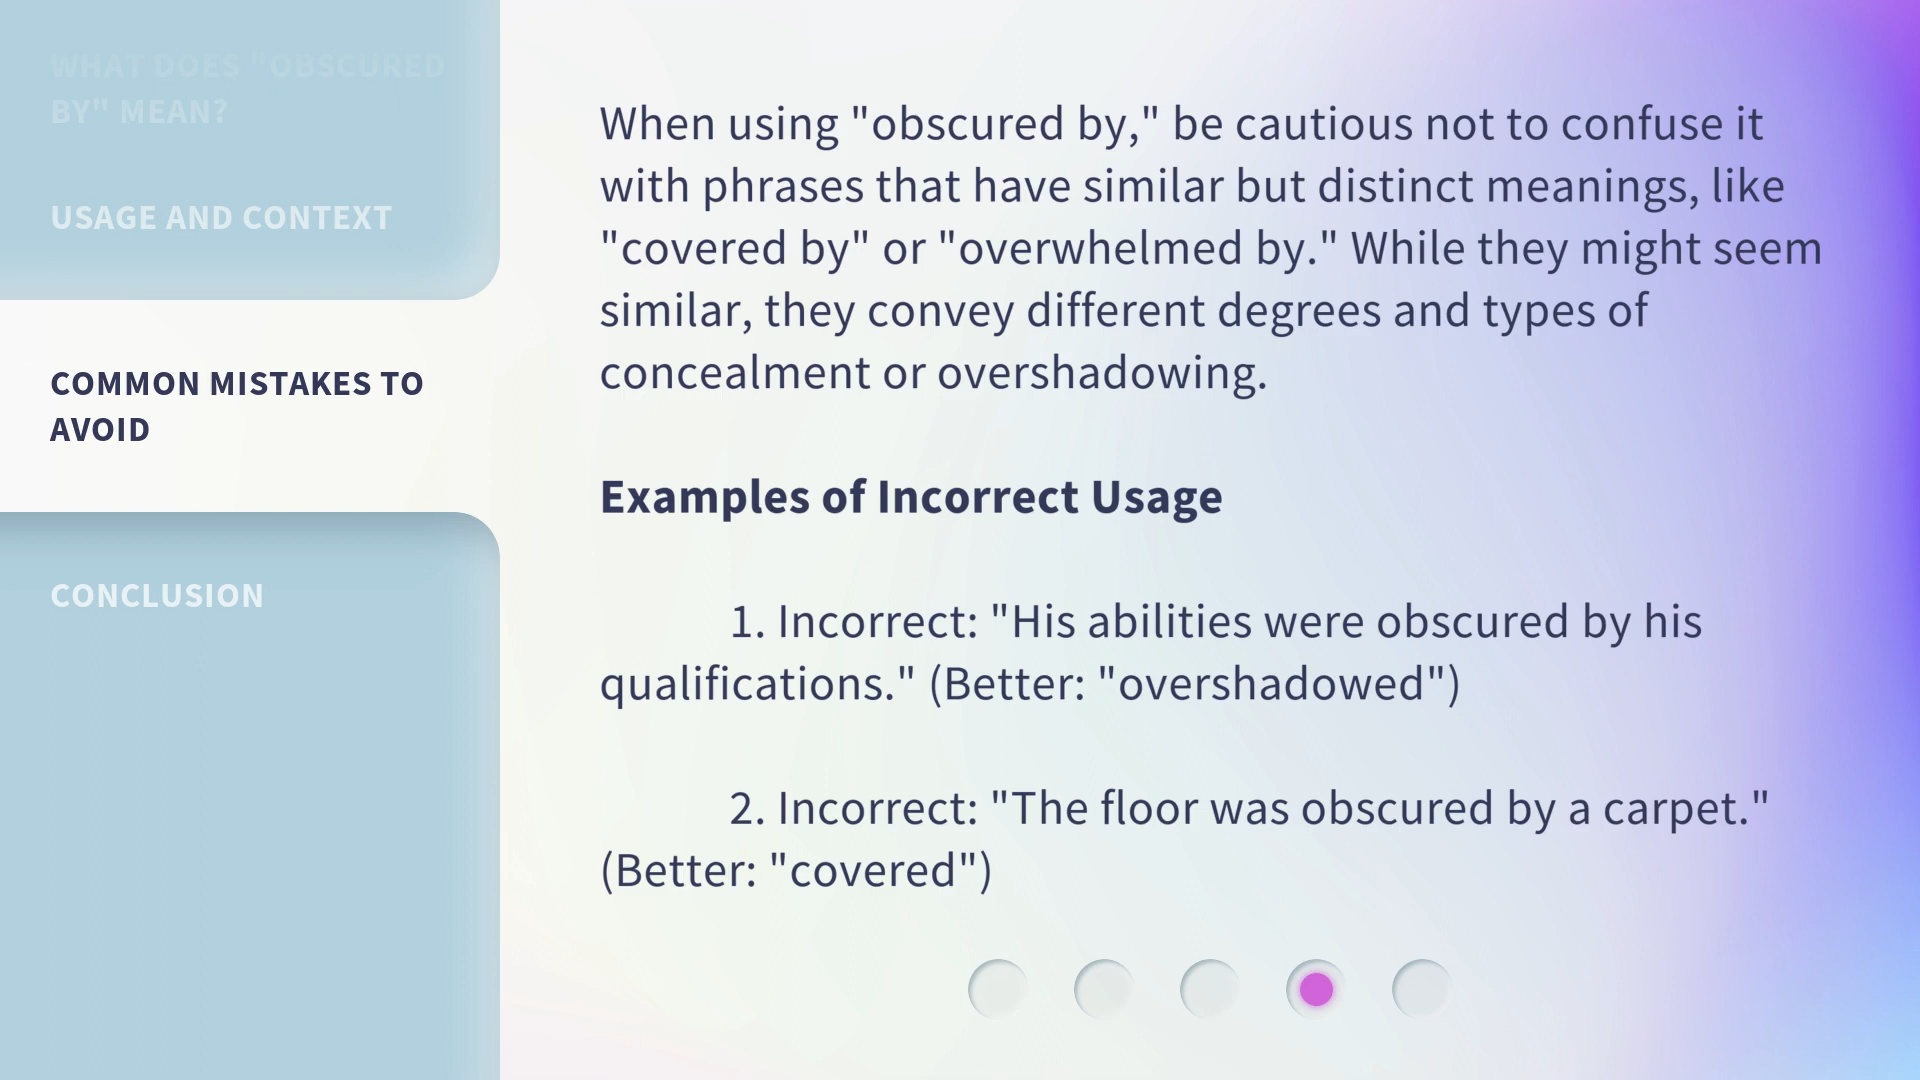 WHAT DOES "OBSCURED
BY" MEAN?
USAGE AND CONTEXT
COMMON MISTAKES TO
AVOID
CONCLUSION
When using "obscured by," be cautious not to confuse it
with phrases that have similar but distinct meanings, like
"covered by" or "overwhelmed by." While they might seem
similar, they convey different degrees and types of
concealment or overshadowing.
Examples of Incorrect Usage
1. Incorrect: "His abilities were obscured by his
qualifications." (Better: "overshadowed")
2. Incorrect: "The floor was obscured by a carpet."
(Better: "covered")